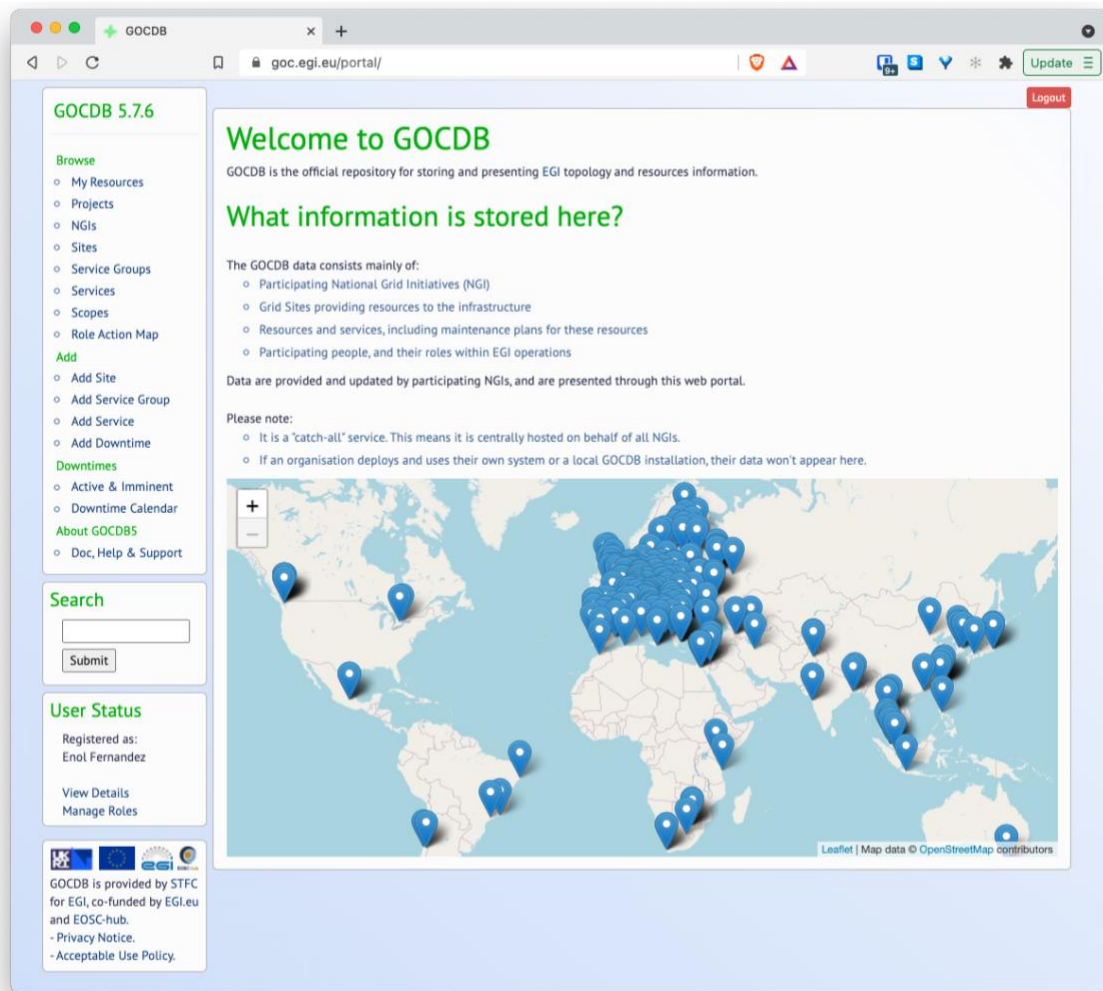 GOCDB
goc.egi.eu/portal/
9+
Update
GOCDB 5.7.6
Browse
My Resources
Projects
NGIs
Sites
Service Groups
Services
Scopes
Role Action Map
Add
Add Site
Add Service Group
Add Service
Add Downtime
Downtimes
Active & Imminent
Downtime Calendar
About GOCDB5
Doc, Help & Support
Search
Submit
User Status
Registered as:
Enol Fernandez
View Details
Manage Roles
UK
RI
egi
GOCDB is provided by STFC
for EGI, co-funded by EGI.eu
and EOSC-hub.
- Privacy Notice.
- Acceptable Use Policy.
Logout
Welcome to GOCDB
GOCDB is the official repository for storing and presenting EGI topology and resources information.
What information is stored here?
The GOCDB data consists mainly of:
Participating National Grid Initiatives (NGI)
Grid Sites providing resources to the infrastructure
Resources and services, including maintenance plans for these resources
Participating people, and their roles within EGI operations
Data are provided and updated by participating NGIs, and are presented through this web portal.
Please note:
It is a "catch-all" service. This means it is centrally hosted on behalf of all NGIs.
If an organisation deploys and uses their own system or a local GOCDB installation, their data won't appear here.
+
−
Leaflet | Map data © OpenStreetMap contributors